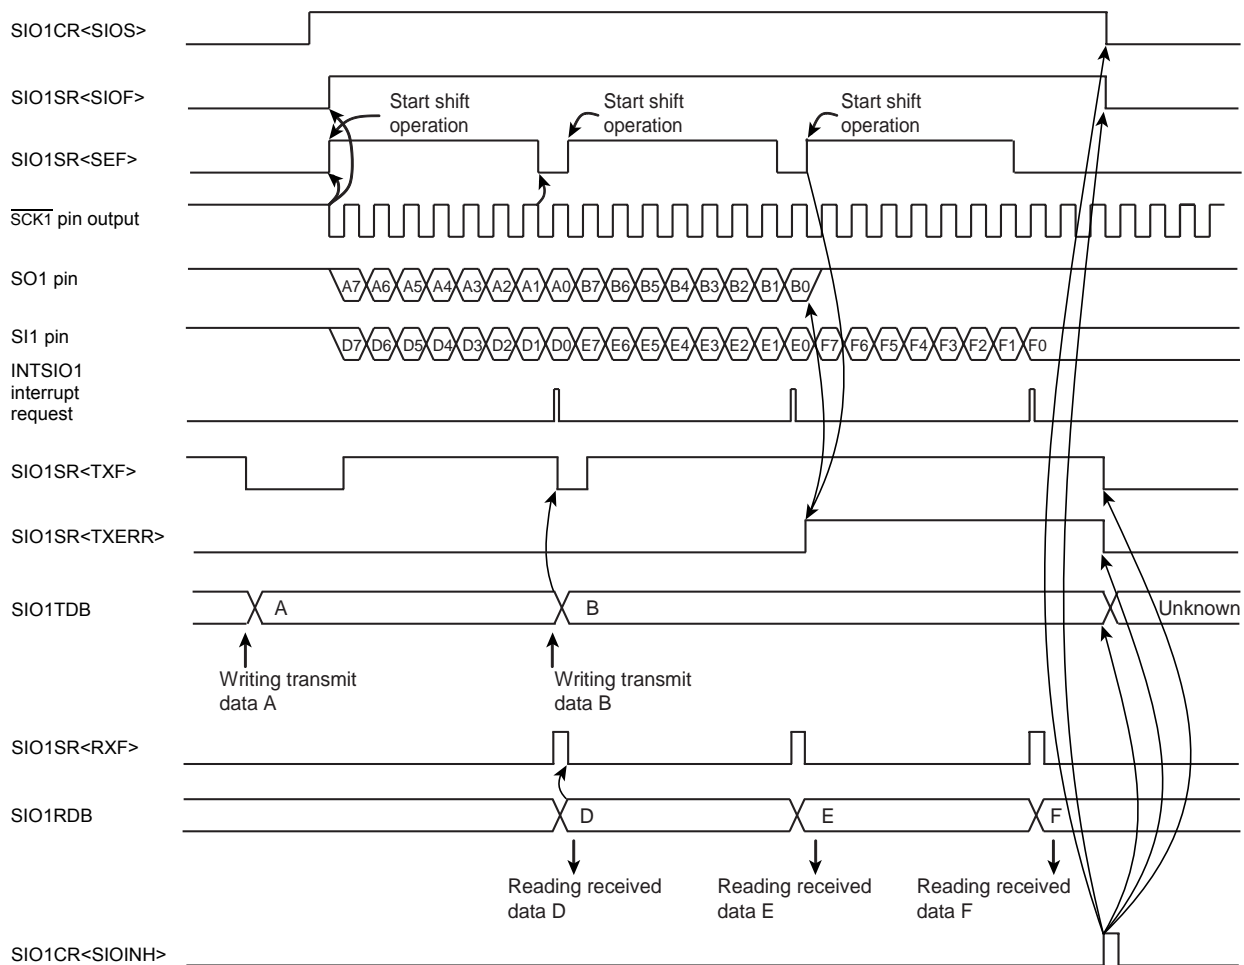 SIO1CR<SIOS>
SIO1SR<SIOF>
Start shift
operation
Start shift
operation
Start shift
operation
SIO1SR<SEF>
SCK1 pin output
SO1 pin
A7 A6 A5 A4 A3 A2 A1 A0 B7 B6 B5 B4 B3 B2 B1 B0
SI1 pin
D7 D6 D5 D4 D3 D2 D1 D0 E7 E6 E5 E4 E3 E2 E1 E0 F7 F6 F5 F4 F3 F2 F1 F0
INTSIO1
interrupt
request
SIO1SR<TXF>
SIO1SR<TXERR>
SIO1TDB
A
B
Unknown
Writing transmit
data A
Writing transmit
data B
SIO1SR<RXF>
SIO1RDB
D
E
F
Reading received
data D
Reading received
data E
Reading received
data F
SIO1CR<SIOINH>